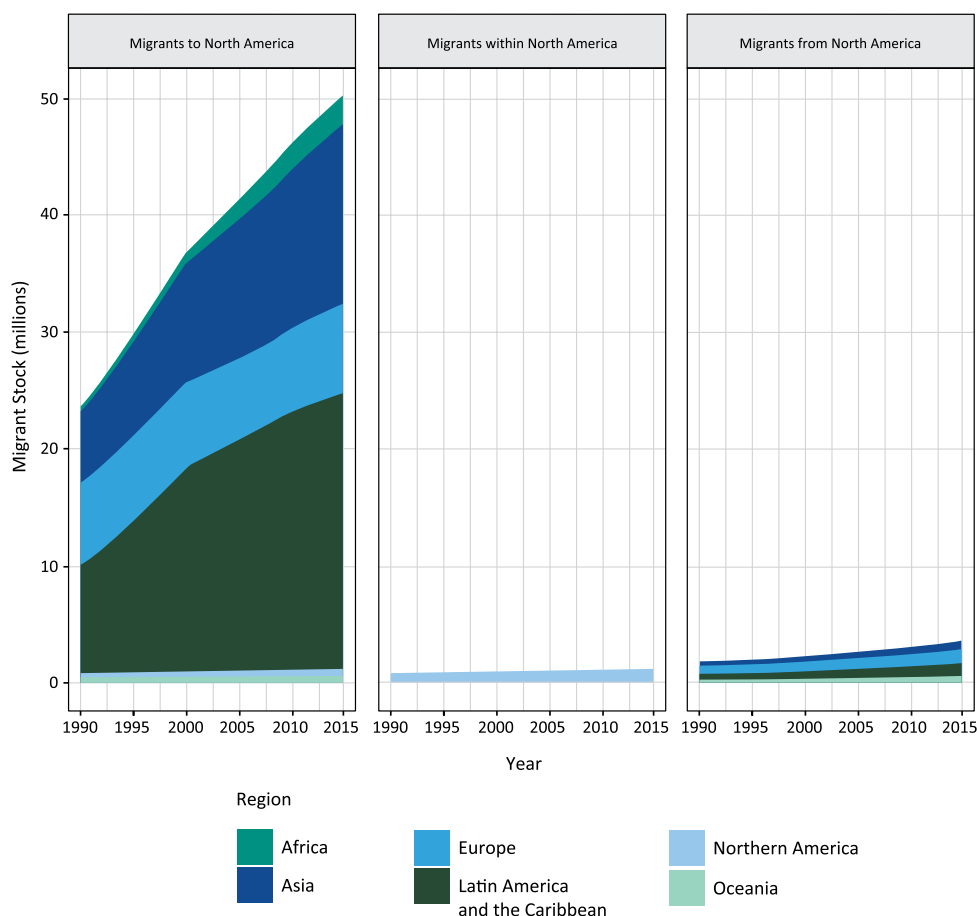 Migrants to North America
Migrants within North America
Migrants from North America
50
40
30
20
10
0
Migrant Stock (millions)
1990 1995 2000 2005 2010 2015
1990 1995 2000 2005 2010 2015
1990 1995 2000 2005 2010 2015
Year
Region
Africa
Asia
Europe
Latin America
and the Caribbean
Northern America
Oceania